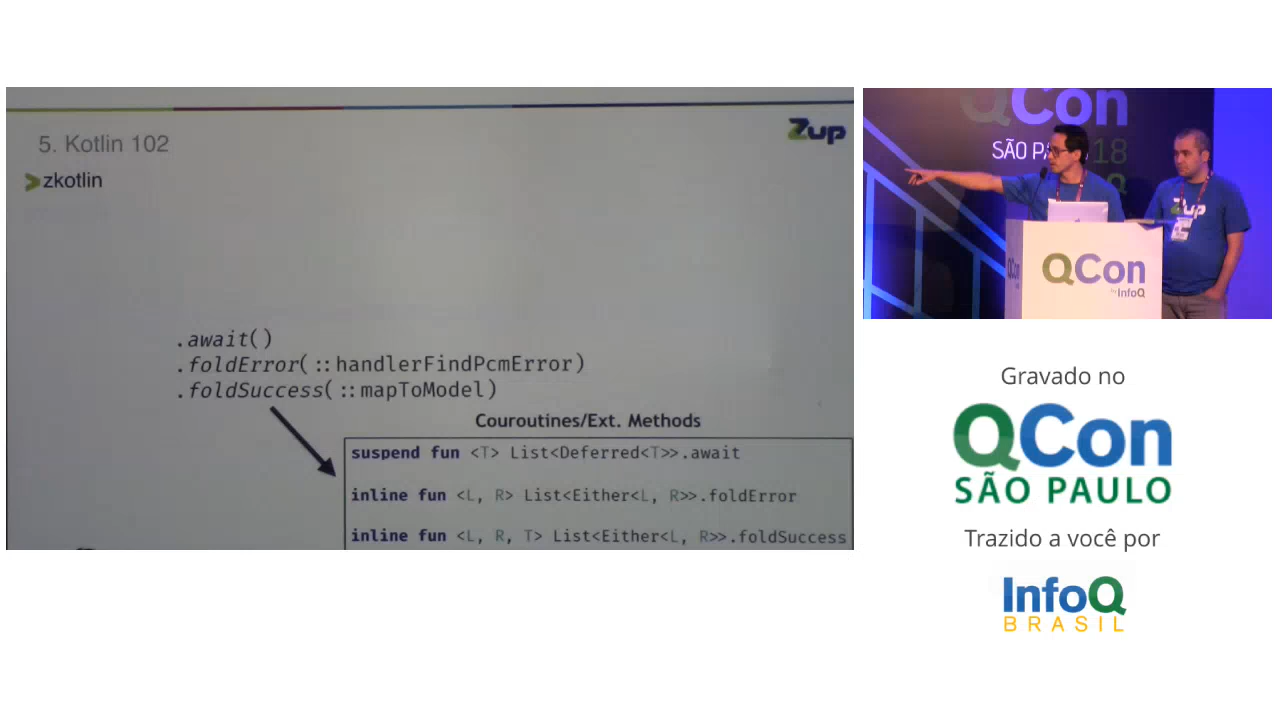 5. Kotlin 102
Zup
zkotlin
.await()
.foldError(::handlerFindPcmError)
.foldSuccess(::mapToModel)
Couroutines/Ext. Methods
suspend fun <T> List<Deferred<T>>.await
inline fun <L, R> List<Either<L, R>>.foldError
inline fun <L, R, T> List<Either<L, R>>.foldSuccess
QCon
18
Zup
QCon
by InfoQ
Gravado no
QCon
SÃO PAULO
Trazido a você por
InfoQ
BRASIL